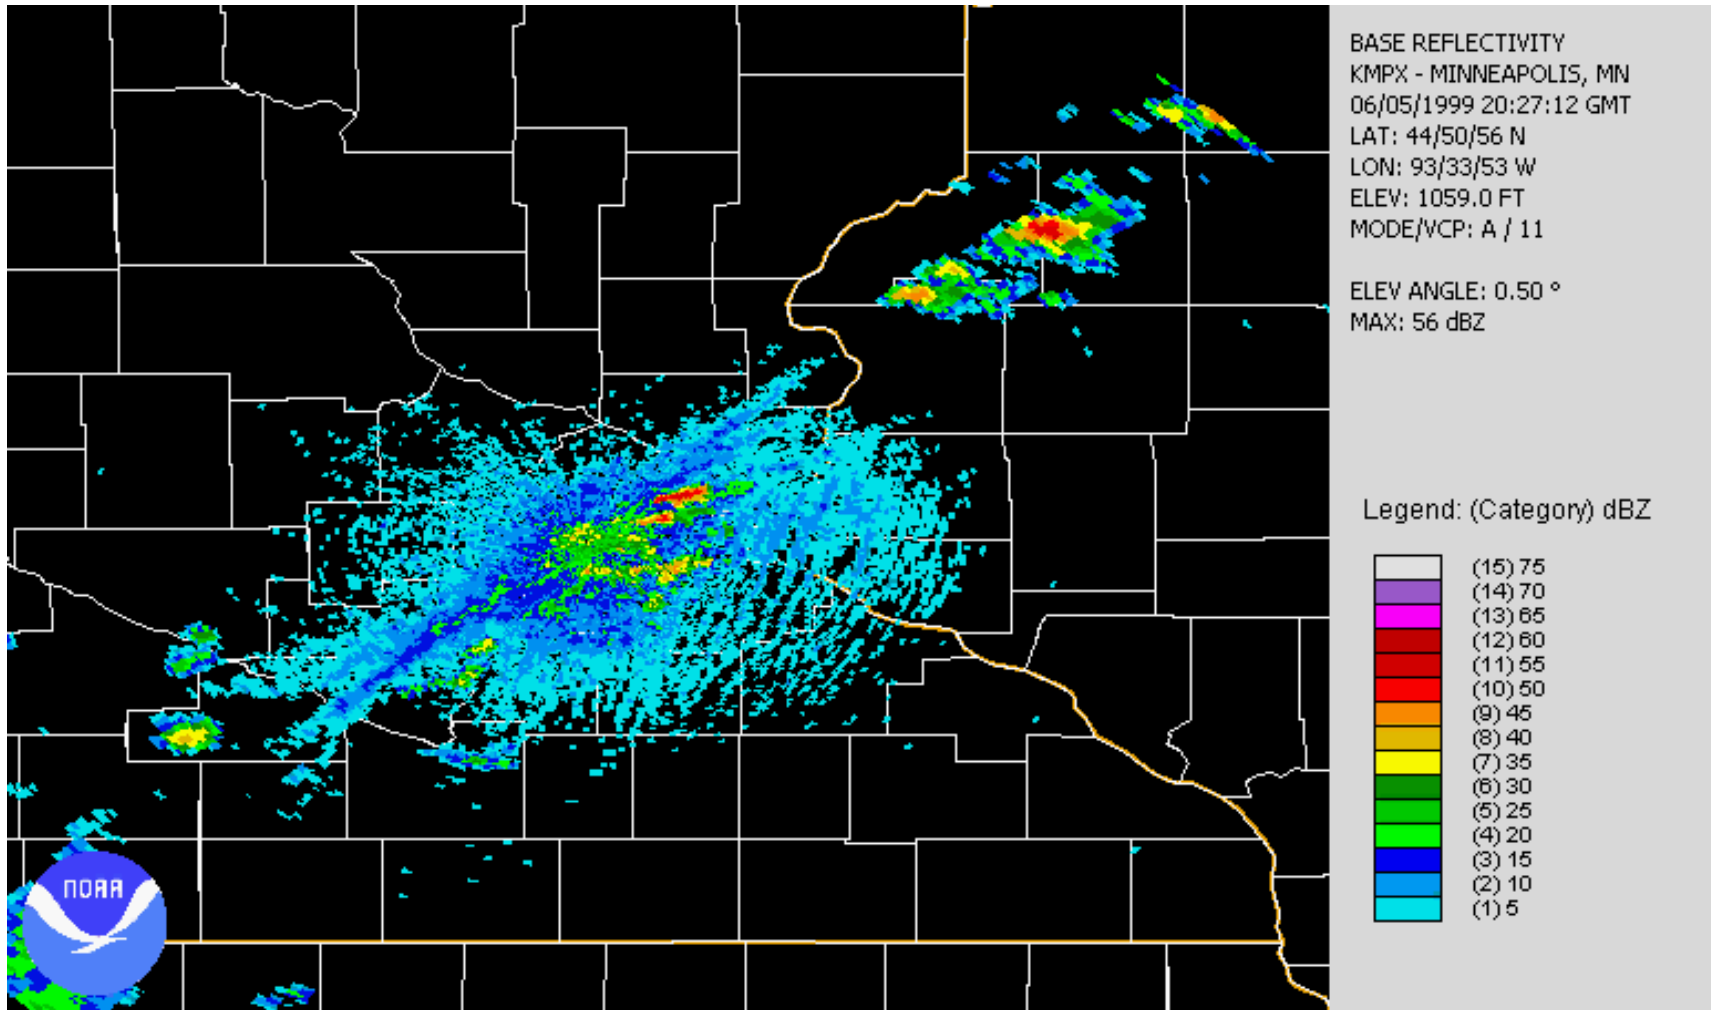 BASE REFLECTIVITY
KMPX - MINNEAPOLIS, MN
06/05/1999 20:27:12 GMT
LAT: 44/50/56 N
LON: 93/33/53 W
ELEV: 1059.0 FT
MODE/VCP: A / 11
ELEV ANGLE: 0.50 °
MAX: 56 dBZ
Legend: (Category) dBZ
(15) 75
(14) 70
(13) 65
(12) 60
(11) 55
(10) 50
(9) 45
(8) 40
(7) 35
(6) 30
(5) 25
(4) 20
(3) 15
(2) 10
(1) 5
NOAA